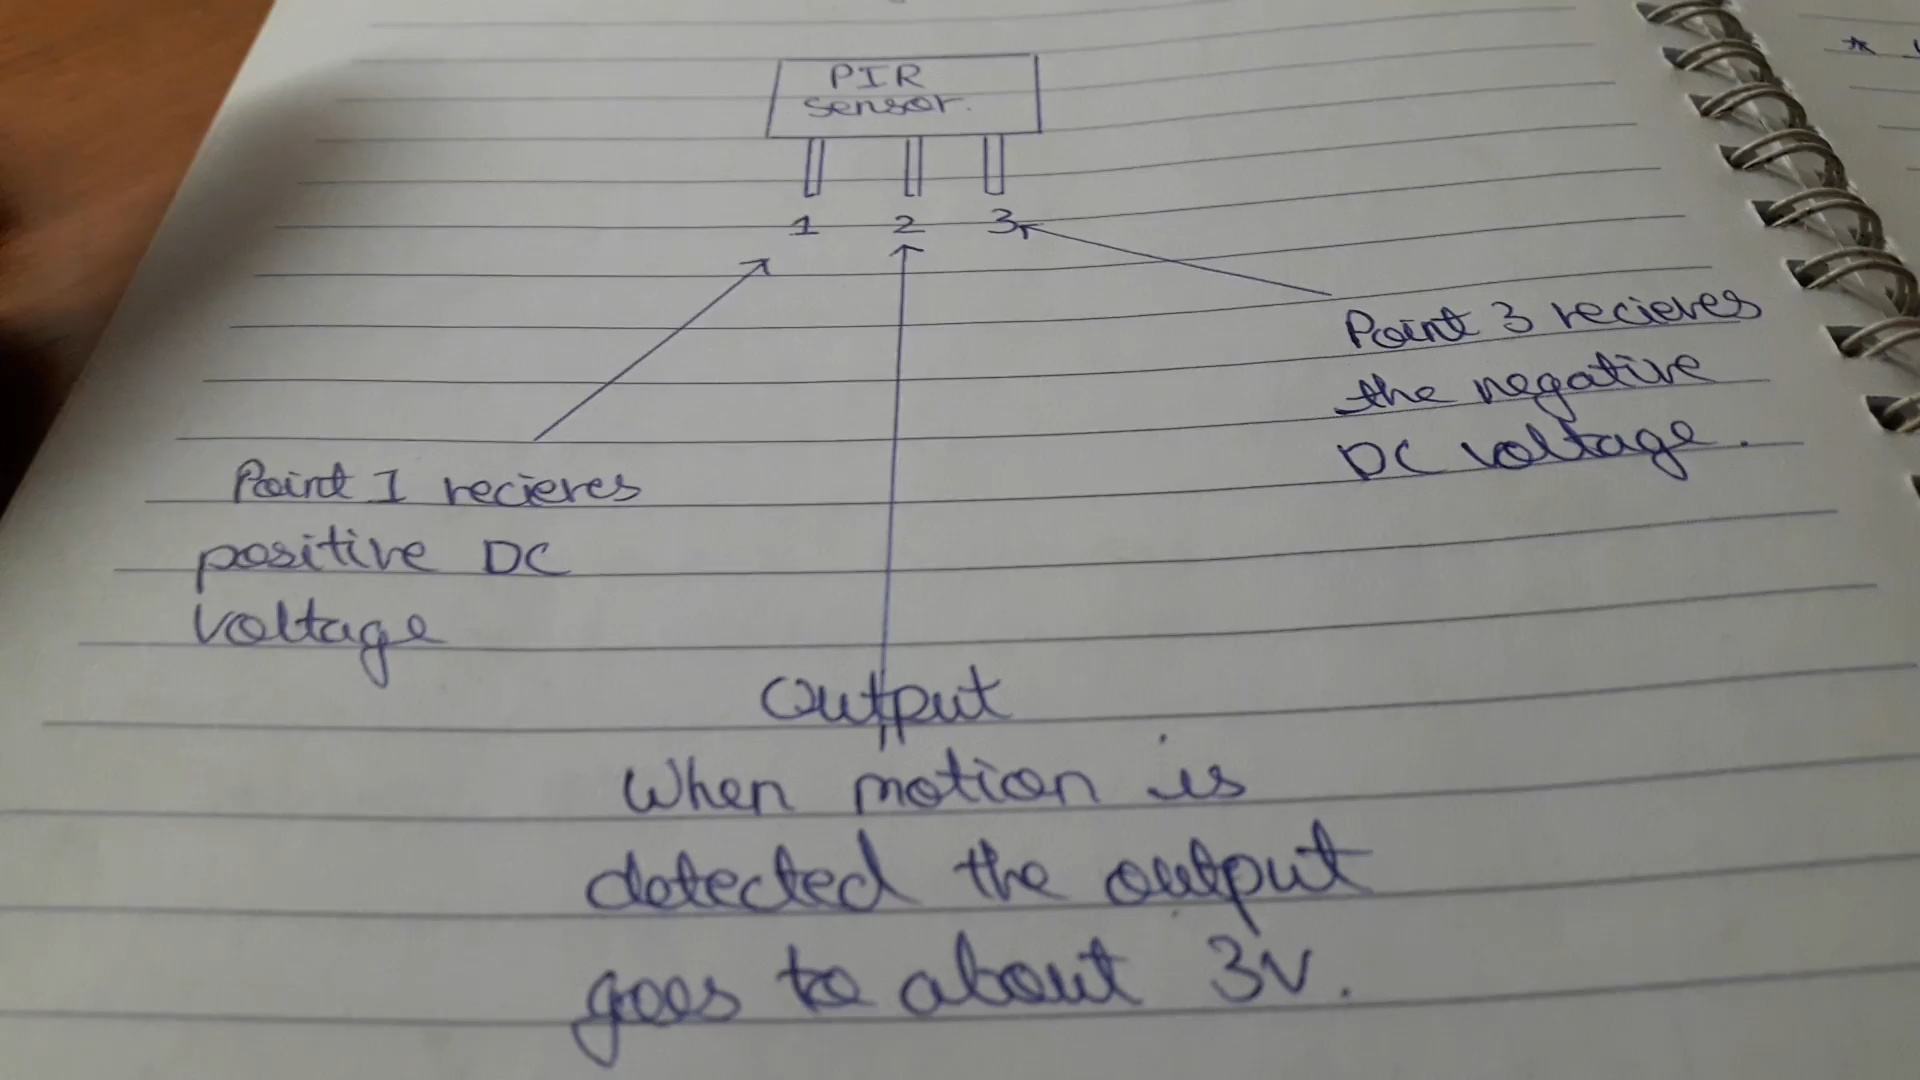 PIR
sensor.
1 2 3
Point 3 recieves
the negative
DC voltage.
Point 1 recieves
positive DC
voltage
Output
When motion is
detected the output
goes to about 3v.